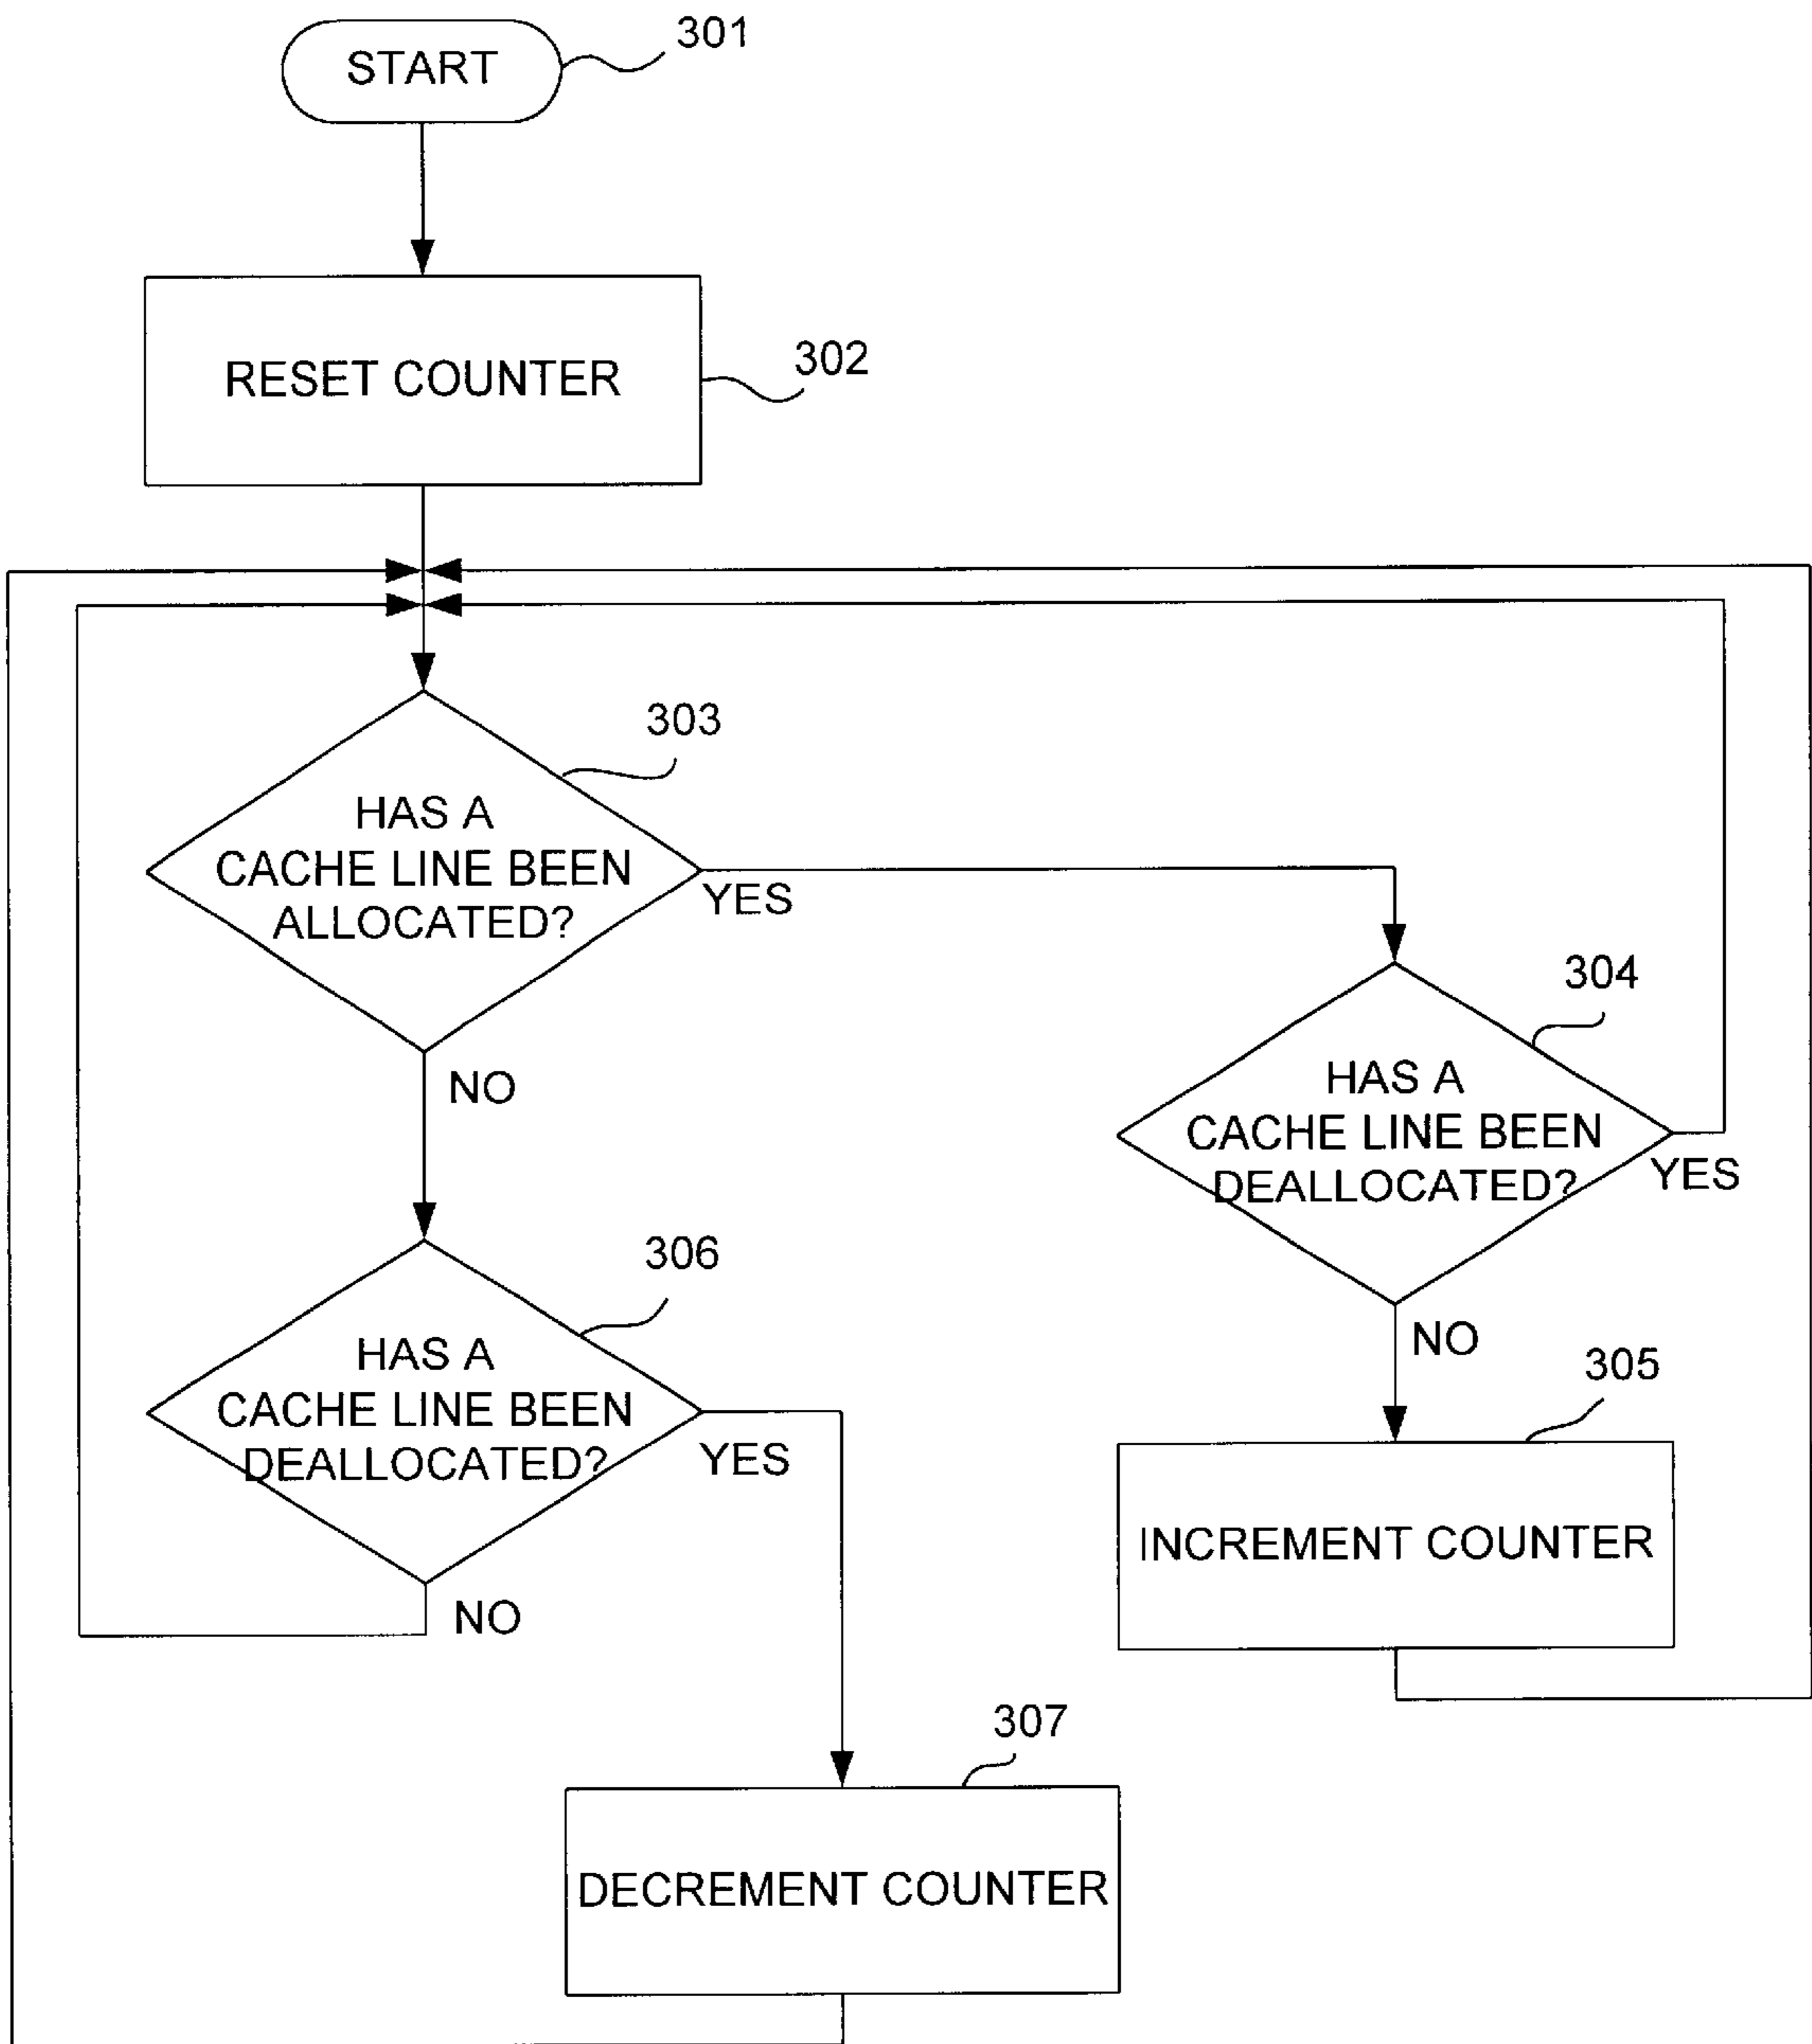 START
301
RESET COUNTER
302
303
HAS A
CACHE LINE BEEN
ALLOCATED?
YES
NO
304
HAS A
CACHE LINE BEEN
DEALLOCATED?
YES
NO
306
HAS A
CACHE LINE BEEN
DEALLOCATED?
YES
NO
305
INCREMENT COUNTER
307
DECREMENT COUNTER